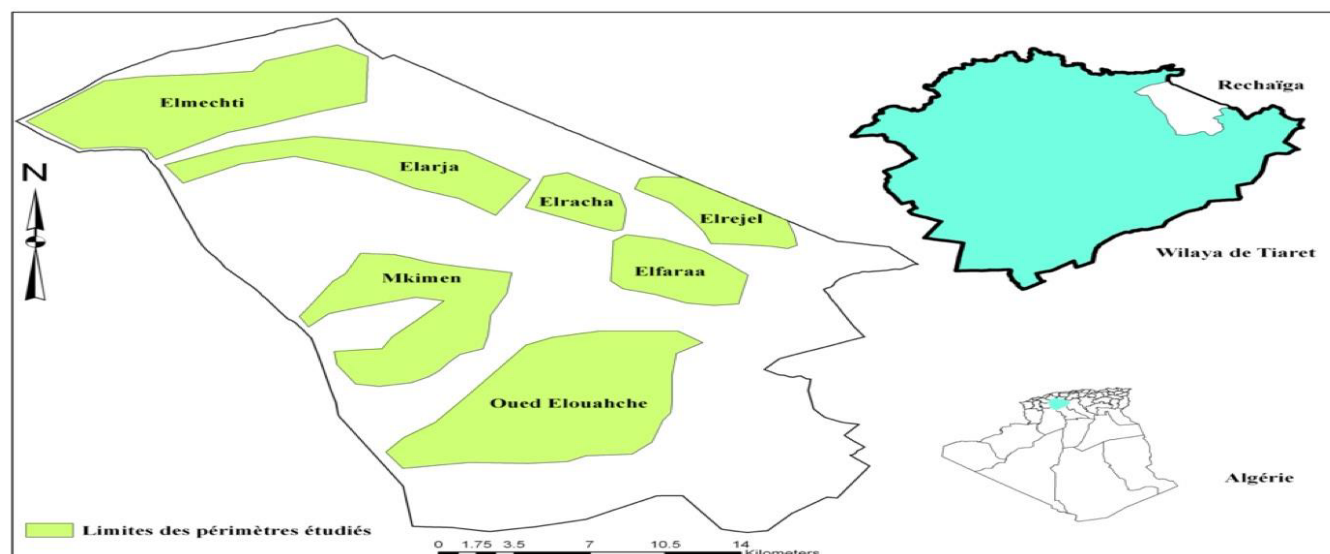 Elmechti
Rechaïga
Elarja
N
Elracha
Elrejel
Wilaya de Tiaret
Elfaraa
Mkimen
Oued Elouahche
Algérie
Limites des périmètres étudiés
0 1.75 3.5 7 10.5 14
Kilometers